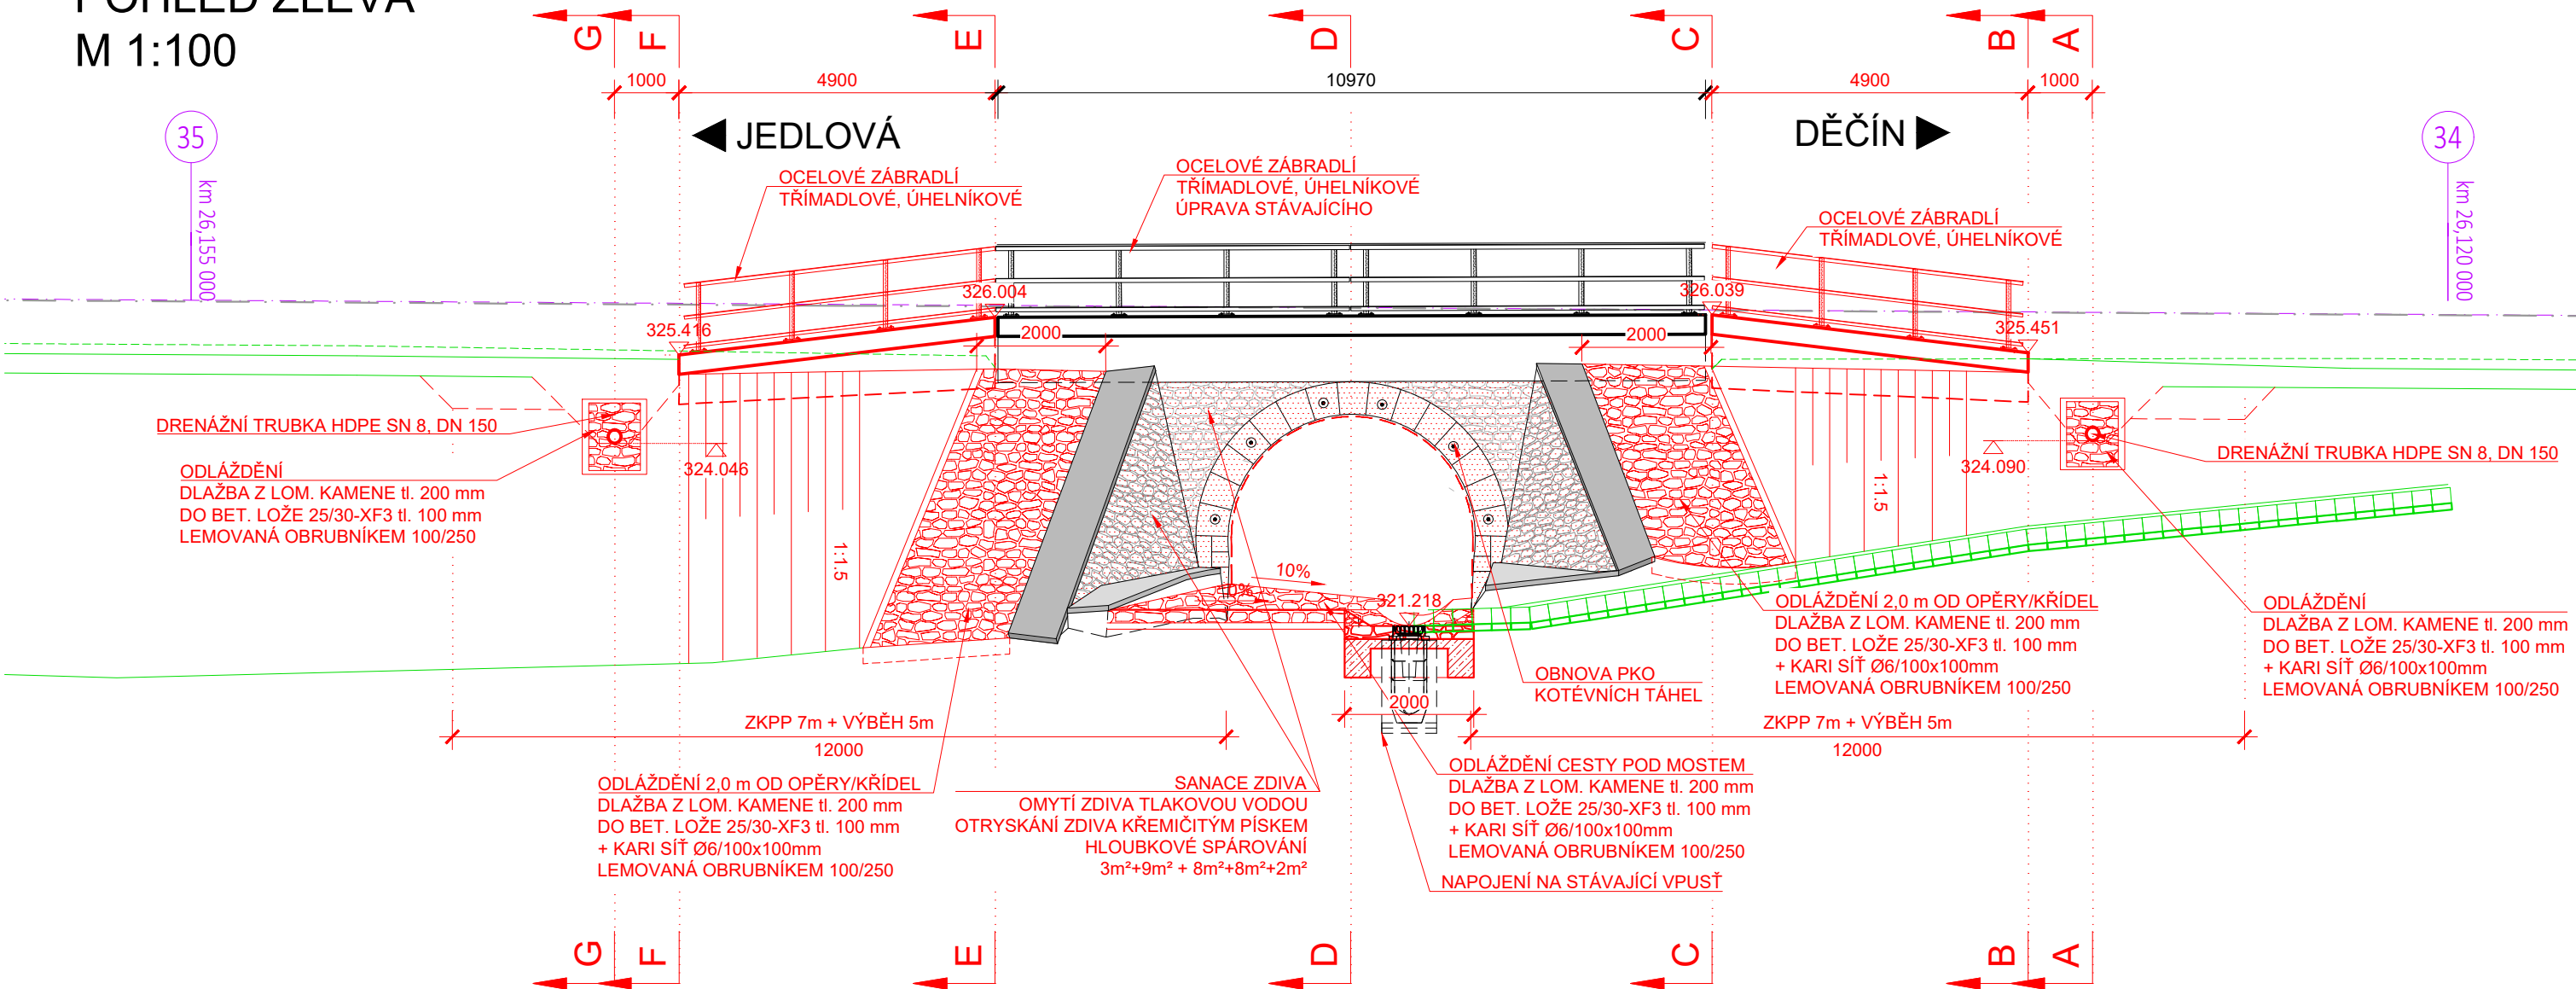 POHLED ZLEVA
M 1:100
G
F
E
D
C
B
A
1000
4900
10970
4900
1000
35
km 26,155 000
◀ JEDLOVÁ
DĚČÍN ▶
34
km 26,120 000
OCELOVÉ ZÁBRADLÍ
TŘÍMADLOVÉ, ÚHELNÍKOVÉ
OCELOVÉ ZÁBRADLÍ
TŘÍMADLOVÉ, ÚHELNÍKOVÉ
ÚPRAVA STÁVAJÍCÍHO
OCELOVÉ ZÁBRADLÍ
TŘÍMADLOVÉ, ÚHELNÍKOVÉ
325.416
326.004
2000
2000
326.039
325.451
DRENÁŽNÍ TRUBKA HDPE SN 8, DN 150
324.046
ODLÁŽDĚNÍ
DLAŽBA Z LOM. KAMENE tl. 200 mm
DO BET. LOŽE 25/30-XF3 tl. 100 mm
LEMOVANÁ OBRUBNÍKEM 100/250
1:1.5
10%
321.218
1:1.5
324.090
DRENÁŽNÍ TRUBKA HDPE SN 8, DN 150
ODLÁŽDĚNÍ
DLAŽBA Z LOM. KAMENE tl. 200 mm
DO BET. LOŽE 25/30-XF3 tl. 100 mm
+ KARI SÍŤ Ø6/100x100mm
LEMOVANÁ OBRUBNÍKEM 100/250
ODLÁŽDĚNÍ 2,0 m OD OPĚRY/KŘÍDEL
DLAŽBA Z LOM. KAMENE tl. 200 mm
DO BET. LOŽE 25/30-XF3 tl. 100 mm
+ KARI SÍŤ Ø6/100x100mm
LEMOVANÁ OBRUBNÍKEM 100/250
OBNOVA PKO
KOTÉVNÍCH TÁHEL
2000
ZKPP 7m + VÝBĚH 5m
12000
ZKPP 7m + VÝBĚH 5m
12000
ODLÁŽDĚNÍ 2,0 m OD OPĚRY/KŘÍDEL
DLAŽBA Z LOM. KAMENE tl. 200 mm
DO BET. LOŽE 25/30-XF3 tl. 100 mm
+ KARI SÍŤ Ø6/100x100mm
LEMOVANÁ OBRUBNÍKEM 100/250
SANACE ZDIVA
OMYTÍ ZDIVA TLAKOVOU VODOU
OTRYSKÁNÍ ZDIVA KŘEMIČITÝM PÍSKEM
HLOUBKOVÉ SPÁROVÁNÍ
3m²+9m² + 8m²+8m²+2m²
ODLÁŽDĚNÍ CESTY POD MOSTEM
DLAŽBA Z LOM. KAMENE tl. 200 mm
DO BET. LOŽE 25/30-XF3 tl. 100 mm
+ KARI SÍŤ Ø6/100x100mm
LEMOVANÁ OBRUBNÍKEM 100/250
NAPOJENÍ NA STÁVAJÍCÍ VPUSŤ
G
F
E
D
C
B
A